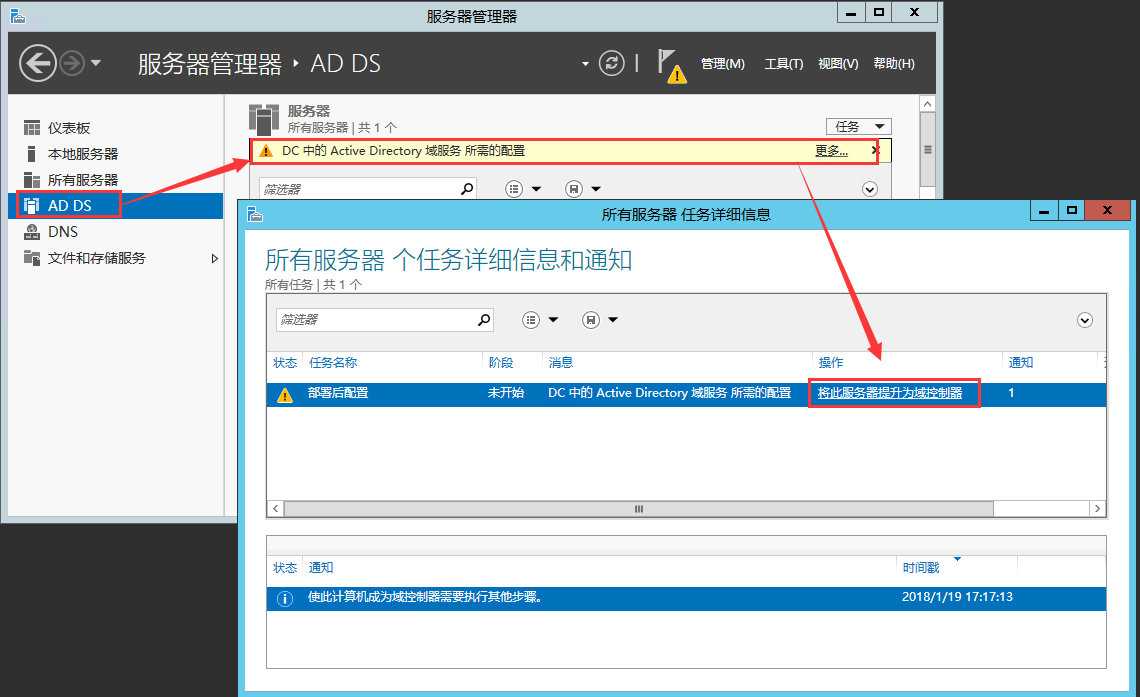 服务器管理器
服务器管理器 ‣ AD DS
管理(M) 工具(T) 视图(V) 帮助(H)
仪表板
本地服务器
所有服务器
AD DS
DNS
文件和存储服务
服务器
所有服务器 | 共 1 个
任务
DC 中的 Active Directory 域服务 所需的配置 更多...
筛选器
所有服务器 任务详细信息
所有服务器 个任务详细信息和通知
所有任务 | 共 1 个
筛选器
状态 任务名称 阶段 消息 操作 通知
部署后配置 未开始 DC 中的 Active Directory 域服务 所需的配置 将此服务器提升为域控制器 1
状态 通知 时间戳
使此计算机成为域控制器需要执行其他步骤。 2018/1/19 17:17:13